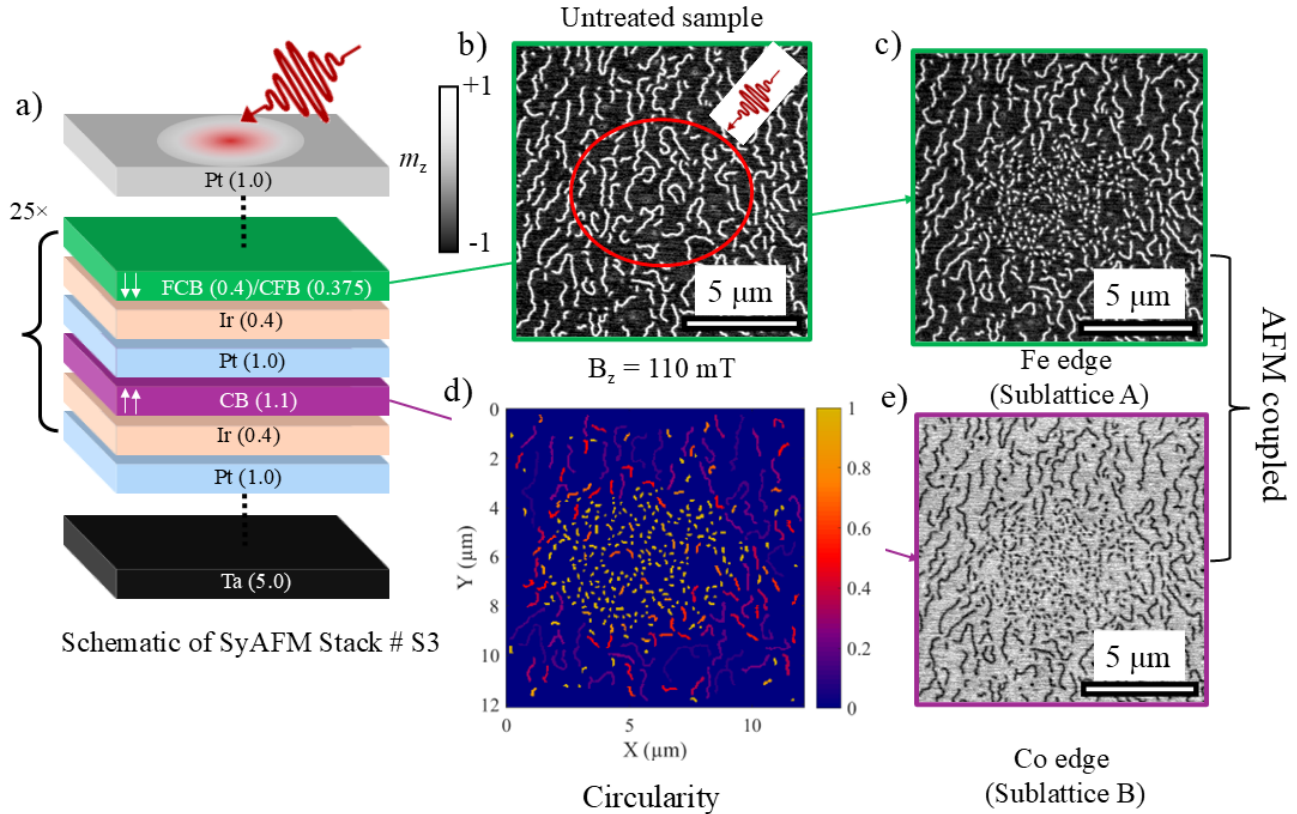 Untreated sample
a)
b)
c)
+1
m_z
-1
Pt (1.0)
25×
FCB (0.4)/CFB (0.375)
Ir (0.4)
Pt (1.0)
CB (1.1)
Ir (0.4)
Pt (1.0)
Ta (5.0)
Schematic of SyAFM Stack # S3
5 μm
B_z = 110 mT
5 μm
Fe edge
(Sublattice A)
AFM coupled
d)
0
2
4
6
8
10
12
Y (μm)
0
5
10
X (μm)
1
0.8
0.6
0.4
0.2
0
Circularity
e)
5 μm
Co edge
(Sublattice B)